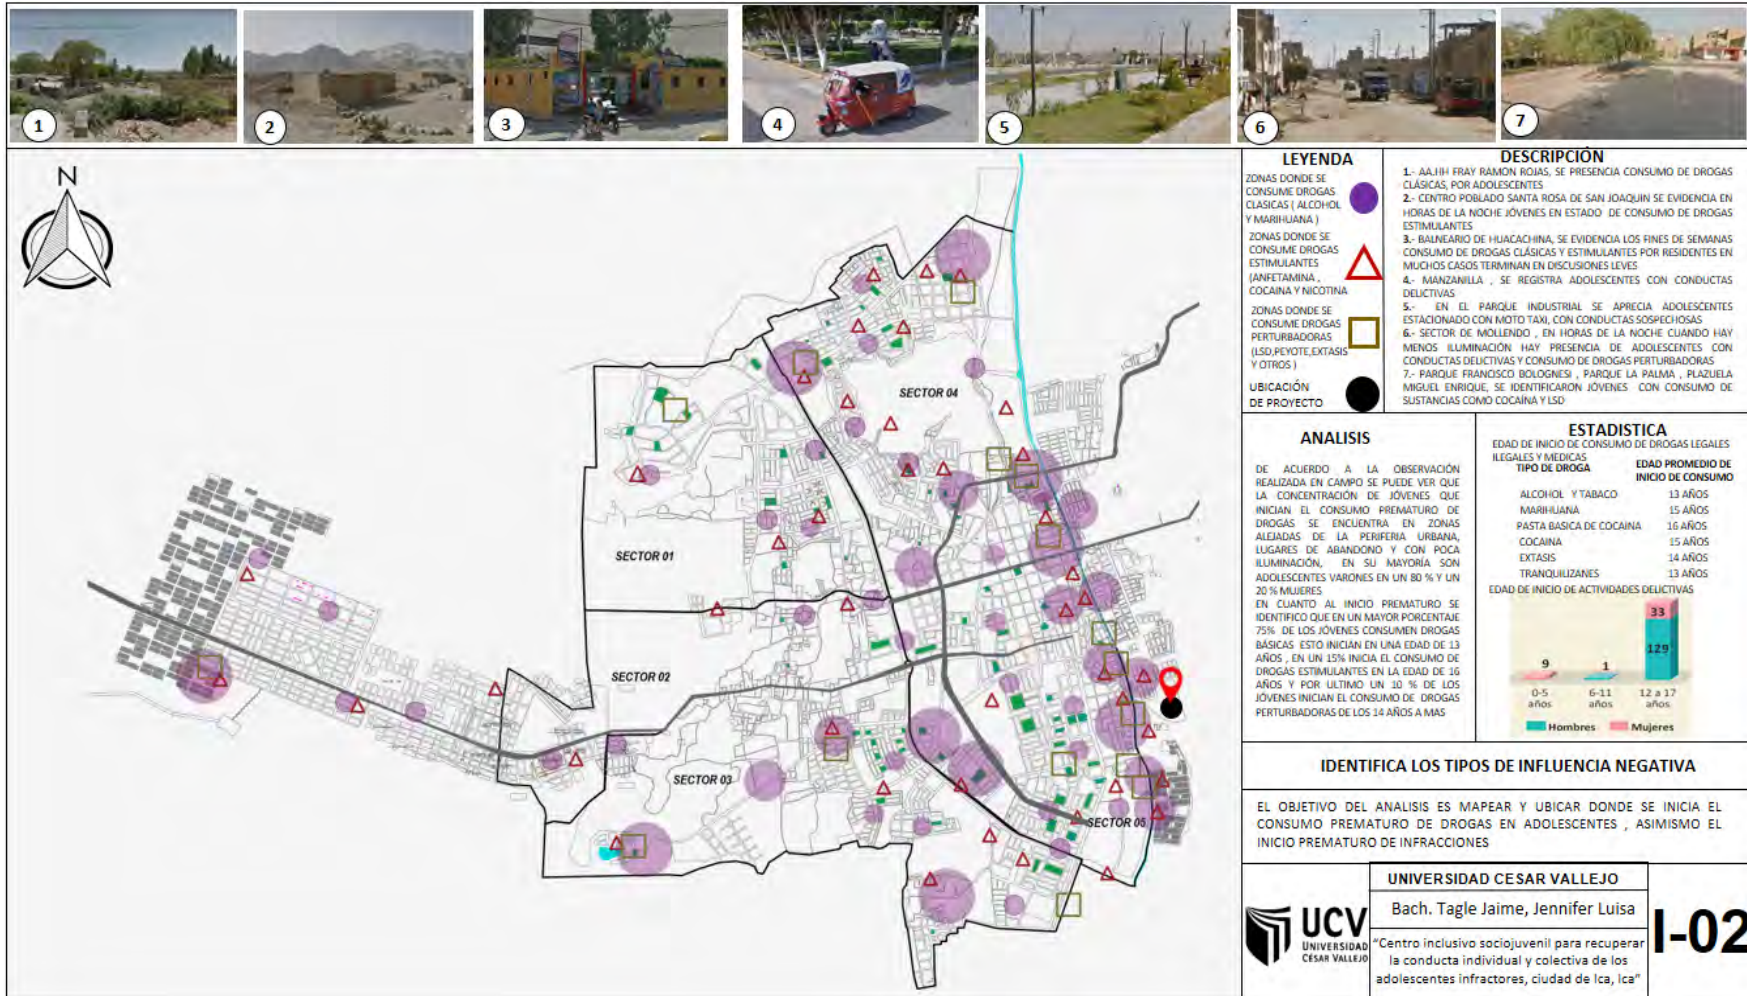 1
2
3
4
5
6
7
N
SECTOR 04
SECTOR 01
SECTOR 02
SECTOR 03
SECTOR 05
LEYENDA
ZONAS DONDE SE
CONSUME DROGAS
CLASICAS ( ALCOHOL
Y MARIHUANA )
ZONAS DONDE SE
CONSUME DROGAS
ESTIMULANTES
(ANFETAMINA ,
COCAINA Y NICOTINA
ZONAS DONDE SE
CONSUME DROGAS
PERTURBADORAS
(LSD,PEYOTE,EXTASIS
Y OTROS )
UBICACIÓN
DE PROYECTO
DESCRIPCIÓN
1.- AA.HH FRAY RAMON ROJAS, SE PRESENCIA CONSUMO DE DROGAS
CLÁSICAS, POR ADOLESCENTES
2.- CENTRO POBLADO SANTA ROSA DE SAN JOAQUIN SE EVIDENCIA EN
HORAS DE LA NOCHE JÓVENES EN ESTADO DE CONSUMO DE DROGAS
ESTIMULANTES
3.- BALNEARIO DE HUACACHINA, SE EVIDENCIA LOS FINES DE SEMANAS
CONSUMO DE DROGAS CLÁSICAS Y ESTIMULANTES POR RESIDENTES EN
MUCHOS CASOS TERMINAN EN DISCUSIONES LEVES
4.- MANZANILLA , SE REGISTRA ADOLESCENTES CON CONDUCTAS
DELICTIVAS
5.- EN EL PARQUE INDUSTRIAL SE APRECIA ADOLESCENTES
ESTACIONADO CON MOTO TAXI, CON CONDUCTAS SOSPECHOSAS
6.- SECTOR DE MOLLENDO , EN HORAS DE LA NOCHE CUANDO HAY
MENOS ILUMINACIÓN HAY PRESENCIA DE ADOLESCENTES CON
CONDUCTAS DELICTIVAS Y CONSUMO DE DROGAS PERTURBADORAS
7.- PARQUE FRANCISCO BOLOGNESI , PARQUE LA PALMA , PLAZUELA
MIGUEL ENRIQUE, SE IDENTIFICARON JÓVENES CON CONSUMO DE
SUSTANCIAS COMO COCAÍNA Y LSD
ANALISIS
DE ACUERDO A LA OBSERVACIÓN
REALIZADA EN CAMPO SE PUEDE VER QUE
LA CONCENTRACIÓN DE JÓVENES QUE
INICIAN EL CONSUMO PREMATURO DE
DROGAS SE ENCUENTRA EN ZONAS
ALEJADAS DE LA PERIFERIA URBANA,
LUGARES DE ABANDONO Y CON POCA
ILUMINACIÓN, EN SU MAYORÍA SON
ADOLESCENTES VARONES EN UN 80 % Y UN
20 % MUJERES
EN CUANTO AL INICIO PREMATURO SE
IDENTIFICO QUE EN UN MAYOR PORCENTAJE
75% DE LOS JÓVENES CONSUMEN DROGAS
BÁSICAS ESTO INICIAN EN UNA EDAD DE 13
AÑOS , EN UN 15% INICIA EL CONSUMO DE
DROGAS ESTIMULANTES EN LA EDAD DE 16
AÑOS Y POR ULTIMO UN 10 % DE LOS
JÓVENES INICIAN EL CONSUMO DE DROGAS
PERTURBADORAS DE LOS 14 AÑOS A MAS
ESTADISTICA
EDAD DE INICIO DE CONSUMO DE DROGAS LEGALES
ILEGALES Y MEDICAS
TIPO DE DROGA EDAD PROMEDIO DE
INICIO DE CONSUMO
ALCOHOL Y TABACO 13 AÑOS
MARIHUANA 15 AÑOS
PASTA BASICA DE COCAINA 16 AÑOS
COCAINA 15 AÑOS
EXTASIS 14 AÑOS
TRANQUILIZANES 13 AÑOS
EDAD DE INICIO DE ACTIVIDADES DELICTIVAS
33
129
9
1
0-5 6-11 12 a 17
años años años
Hombres Mujeres
IDENTIFICA LOS TIPOS DE INFLUENCIA NEGATIVA
EL OBJETIVO DEL ANALISIS ES MAPEAR Y UBICAR DONDE SE INICIA EL
CONSUMO PREMATURO DE DROGAS EN ADOLESCENTES , ASIMISMO EL
INICIO PREMATURO DE INFRACCIONES
UCV
UNIVERSIDAD
CÉSAR VALLEJO
UNIVERSIDAD CESAR VALLEJO
Bach. Tagle Jaime, Jennifer Luisa
"Centro inclusivo sociojuvenil para recuperar
la conducta individual y colectiva de los
adolescentes infractores, ciudad de Ica, Ica"
I-02